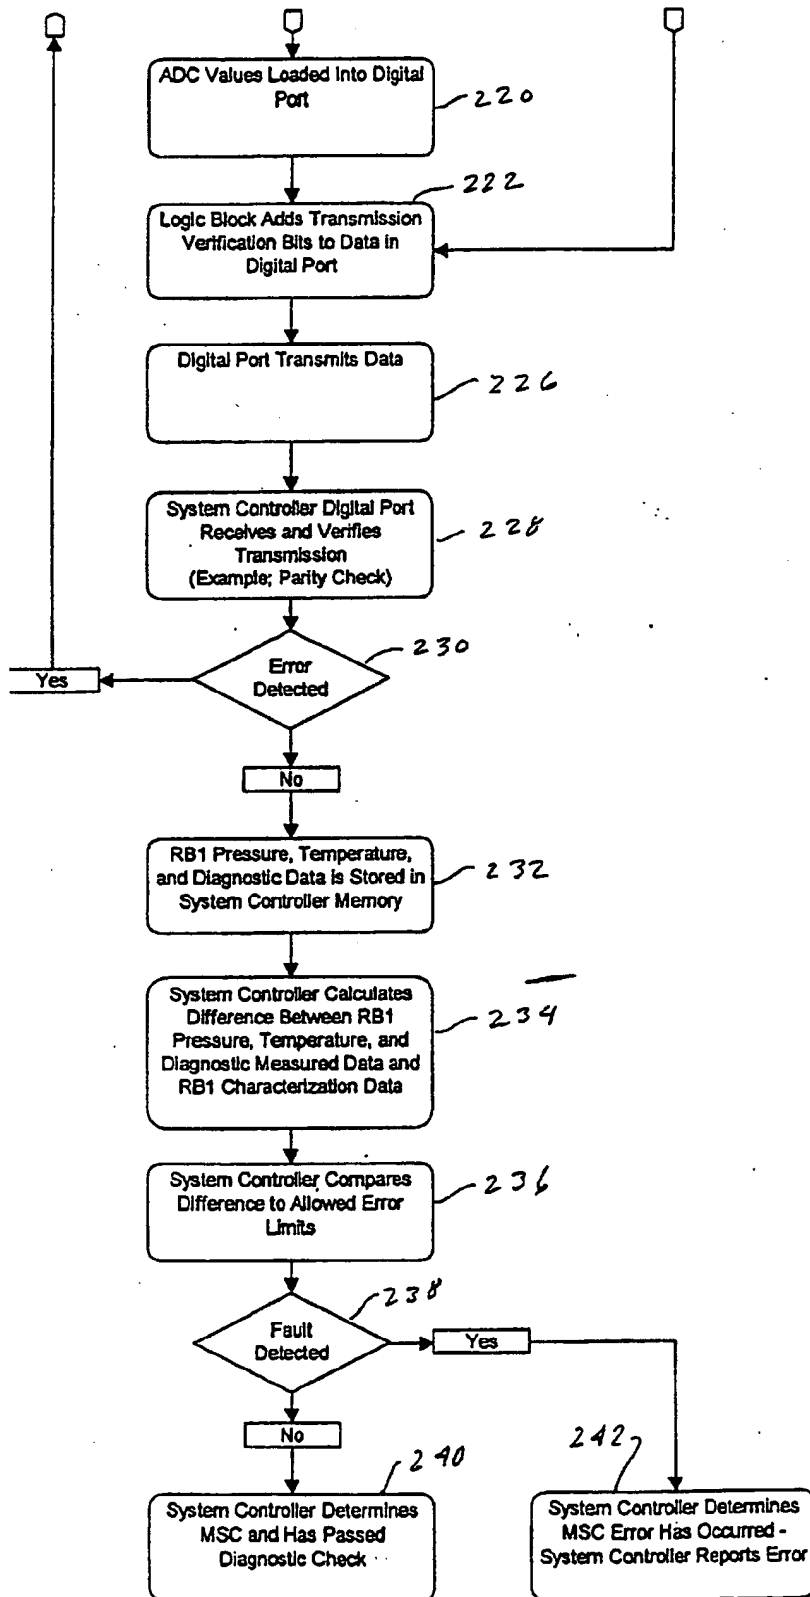 ADC Values Loaded Into Digital
Port
220
222
Logic Block Adds Transmission
Verification Bits to Data in
Digital Port
Digital Port Transmits Data
226
System Controller Digital Port
Receives and Verifies
Transmission
(Example; Parity Check)
228
230
Error
Detected
Yes
No
RB1 Pressure, Temperature,
and Diagnostic Data is Stored in
System Controller Memory
232
System Controller Calculates
Difference Between RB1
Pressure, Temperature, and
Diagnostic Measured Data and
RB1 Characterization Data
234
System Controller Compares
Difference to Allowed Error
Limits
236
238
Fault
Detected
Yes
No
240
242
System Controller Determines
MSC and Has Passed
Diagnostic Check
System Controller Determines
MSC Error Has Occurred -
System Controller Reports Error